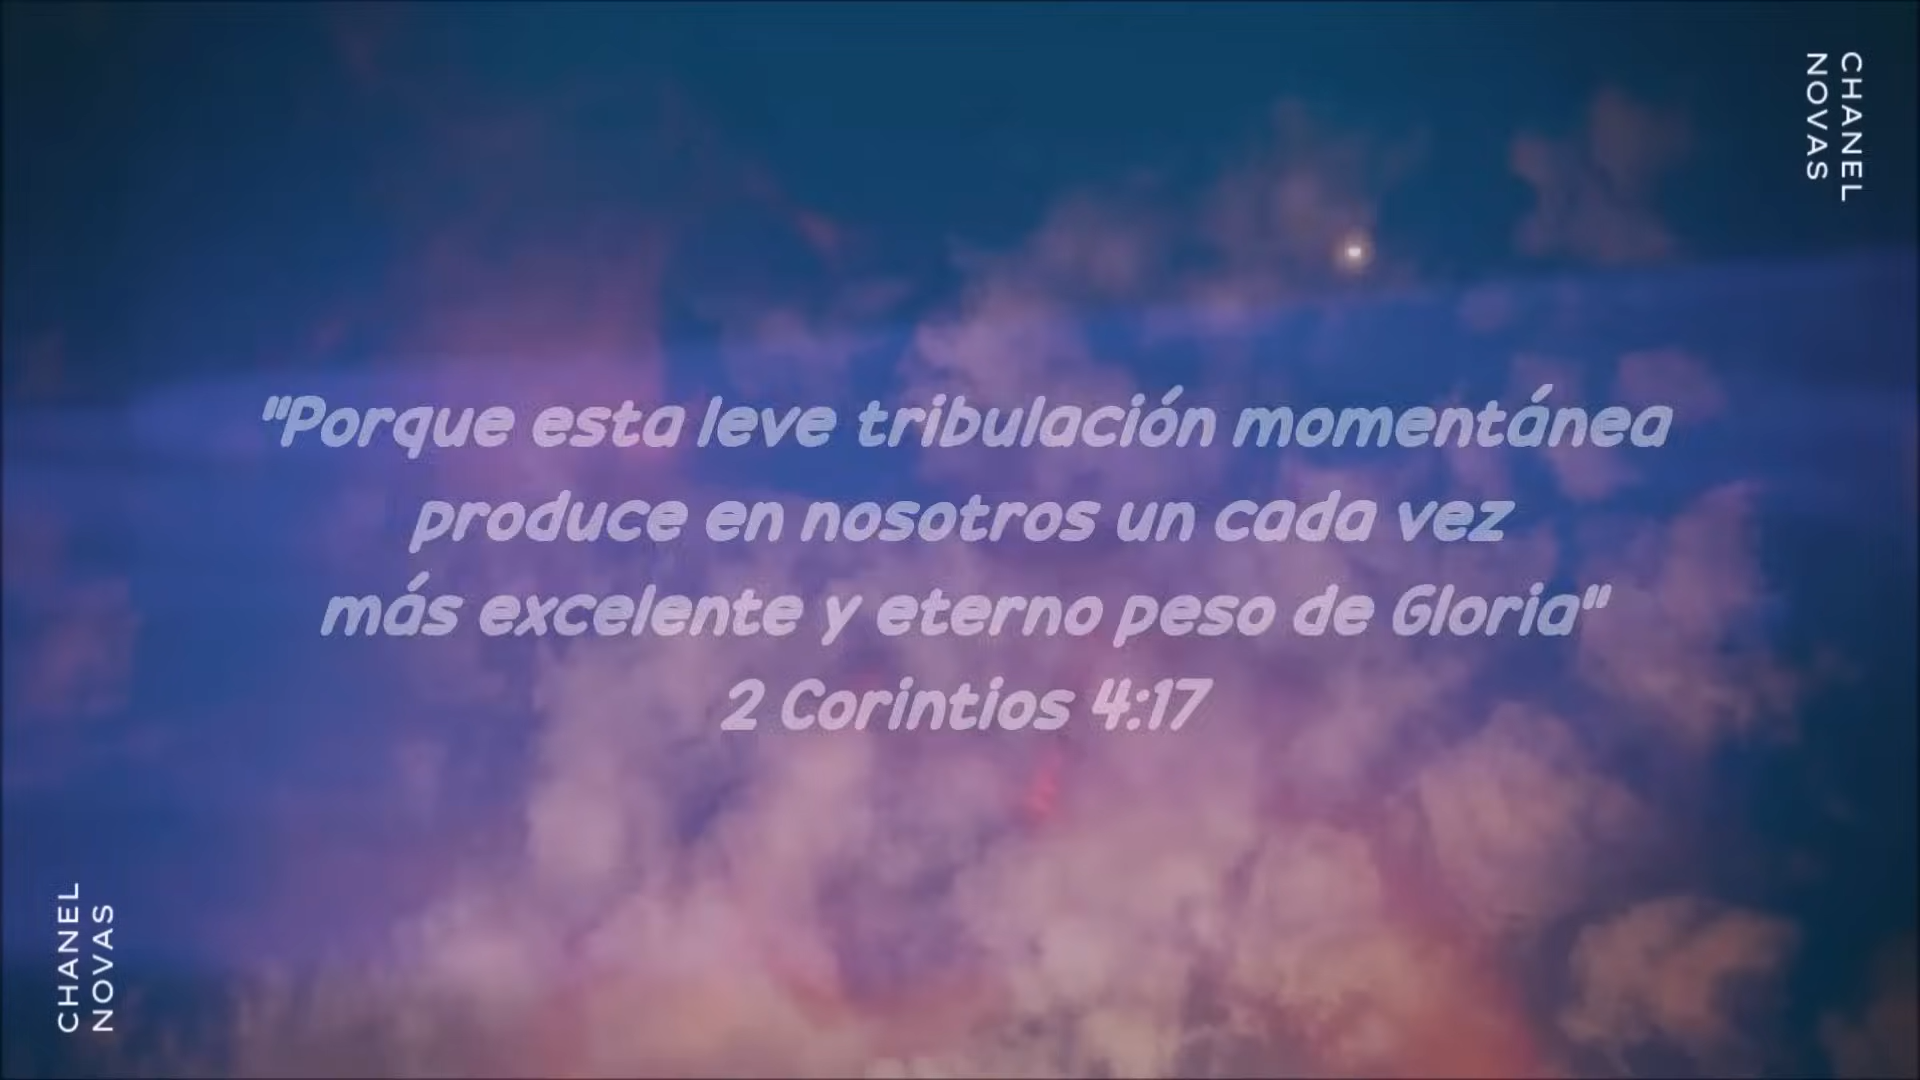 CHANEL
NOVAS
"Porque esta leve tribulación momentánea
produce en nosotros un cada vez
más excelente y eterno peso de Gloria"
2 Corintios 4:17
CHANEL
NOVAS